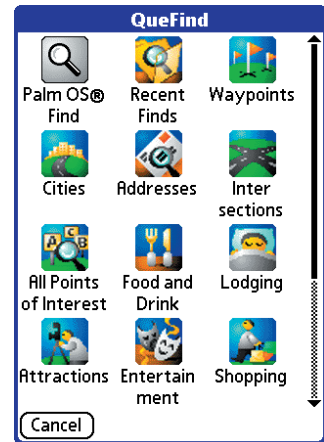 QueFind
Palm OS® Recent Waypoints
Find Finds
Cities Addresses Inter
sections
All Points Food and Lodging
of Interest Drink
Attractions Entertain Shopping
ment
Cancel